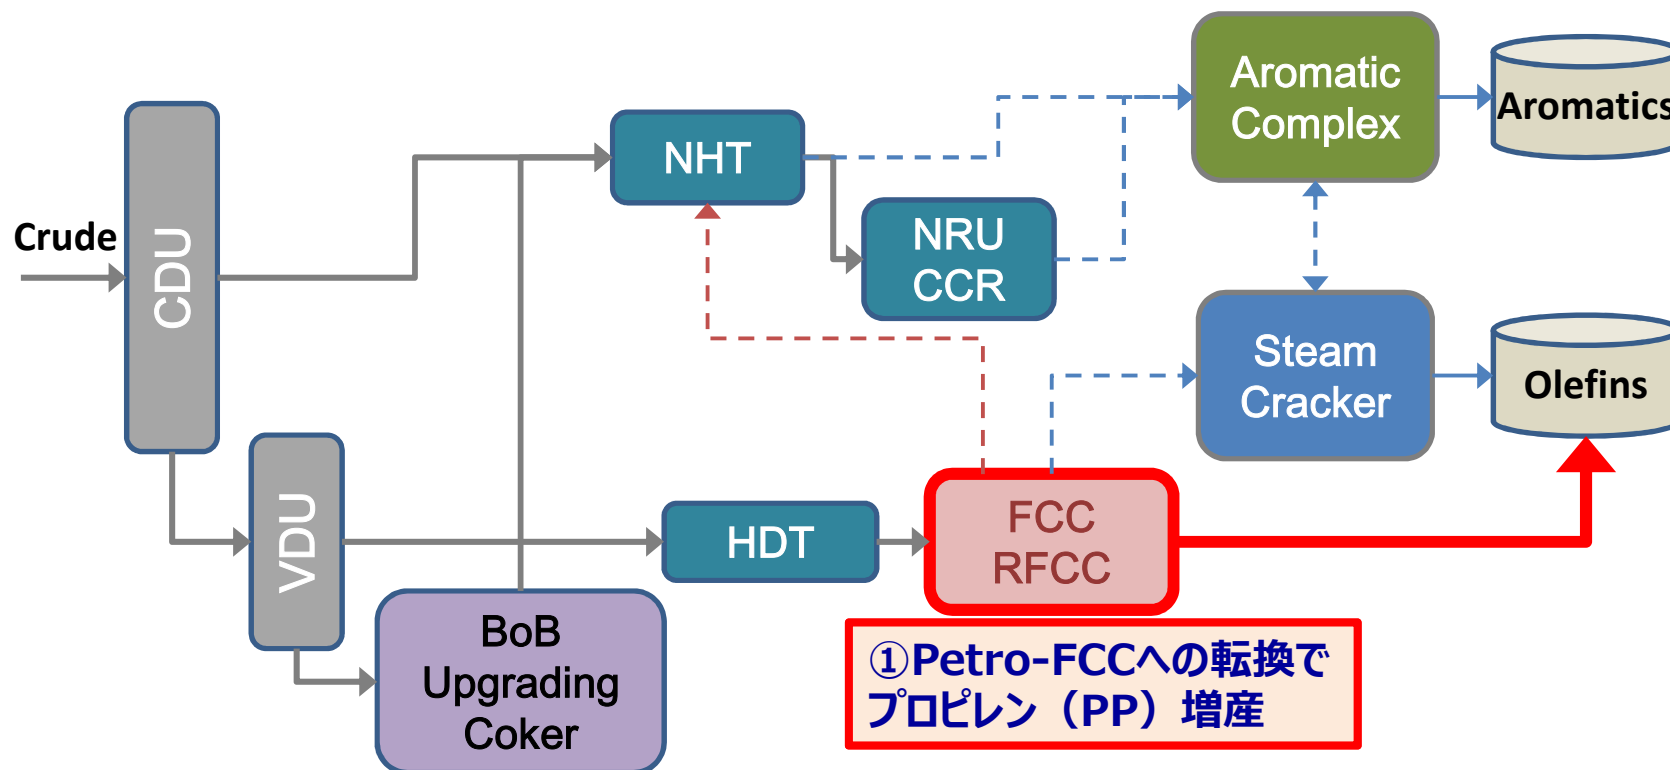 Aromatic
Complex
Aromatics
NHT
NRU
CCR
Crude
CDU
Steam
Cracker
Olefins
VDU
HDT
FCC
RFCC
BoB
Upgrading
Coker
①Petro-FCCへの転換で
プロピレン（PP）増産